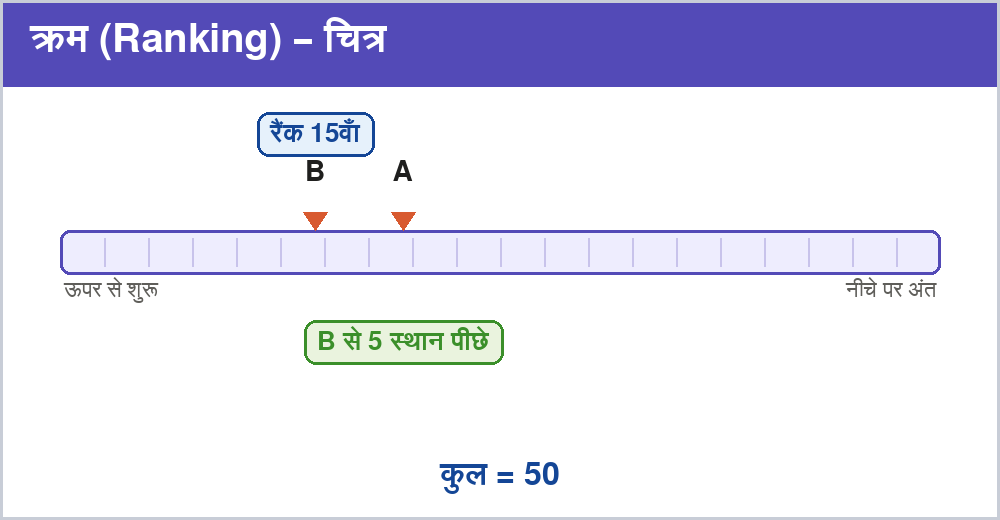 क्रम (Ranking) – चित्र
रैंक 15वाँ
B A
ऊपर से शुरू नीचे पर अंत
B से 5 स्थान पीछे
कुल = 50